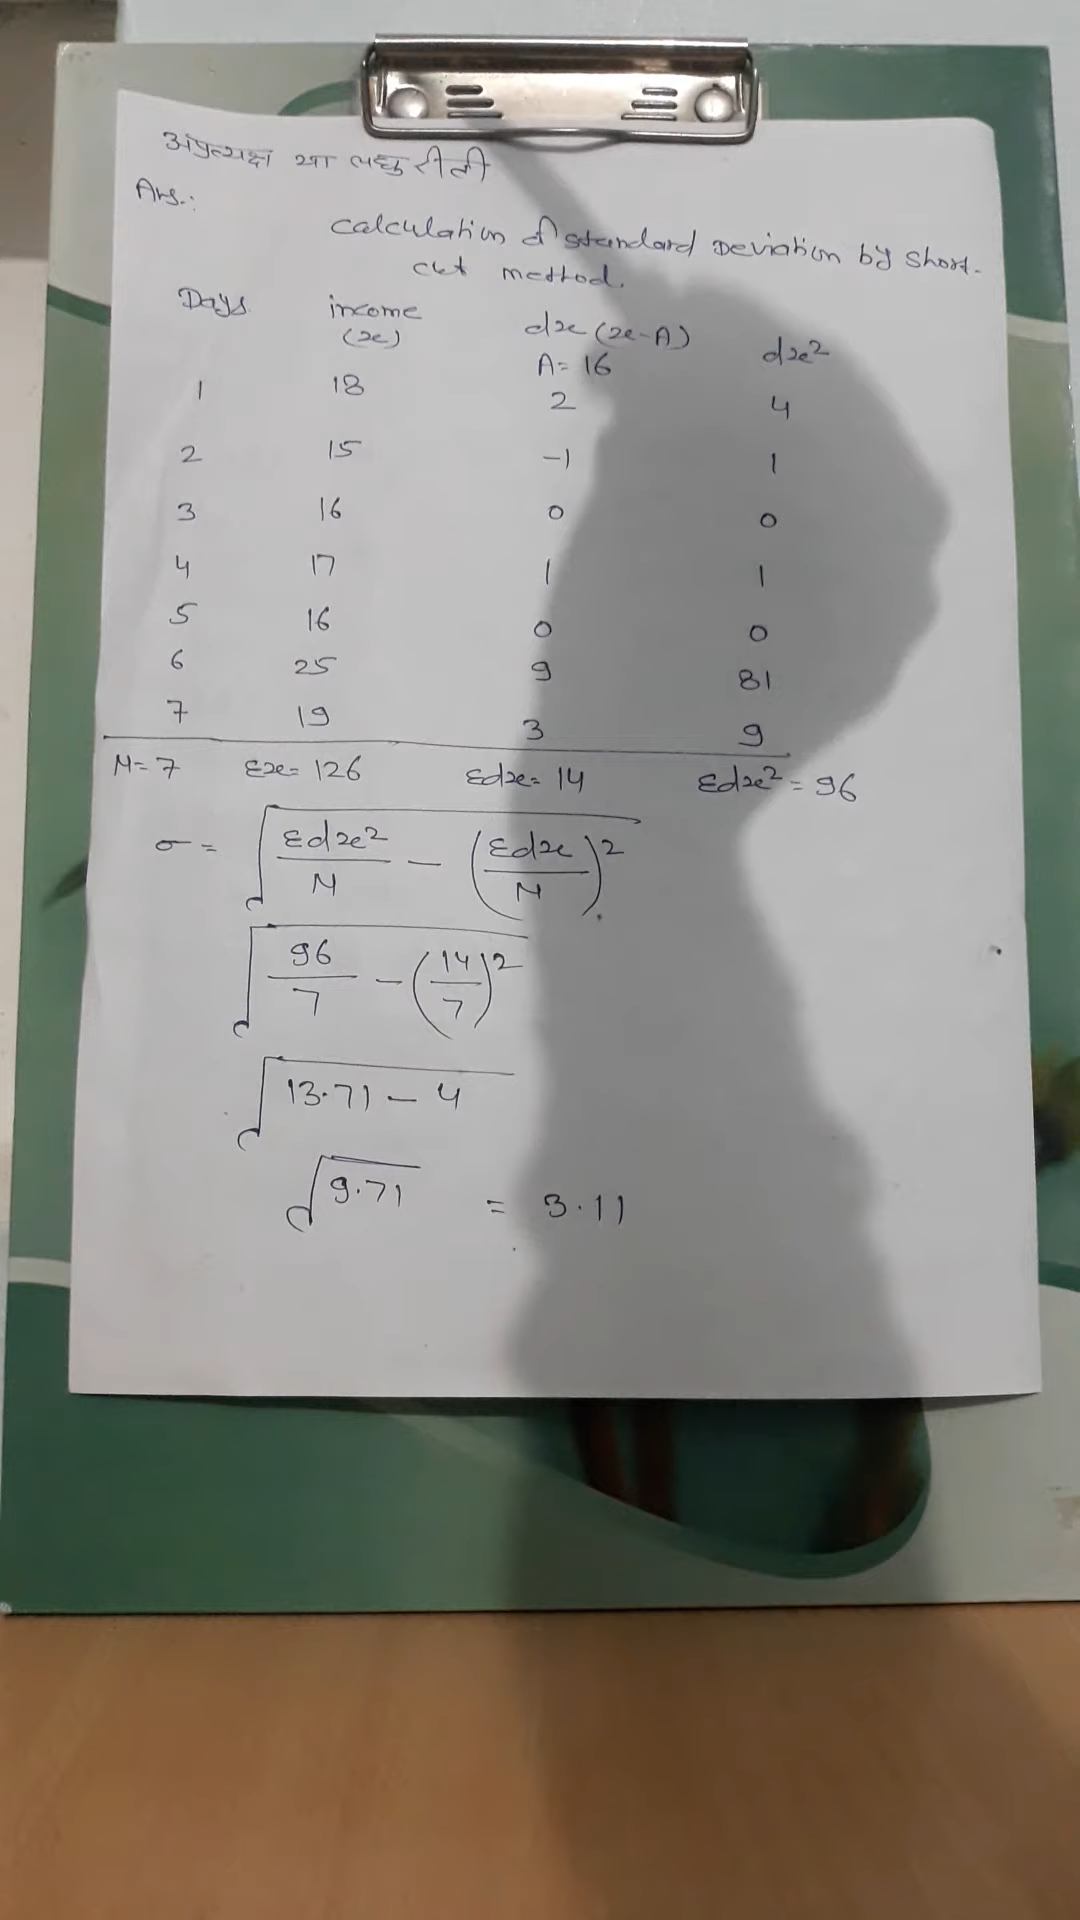 अप्रत्यक्ष या लघु रीती
Ans.:
Calculation of standard Deviation by short-
cut method.
Days income dx (x-A) dx²
(x) A= 16
1 18 2 4
2 15 -1 1
3 16 0 0
4 17 1 1
5 16 0 0
6 25 9 81
7 19 3 9
N= 7 Σx= 126 Σdx= 14 Σdx² = 96
σ = √(Σdx²/N - (Σdx/N)²)
√(96/7 - (14/7)²)
√(13.71 - 4)
√9.71 = 3.11